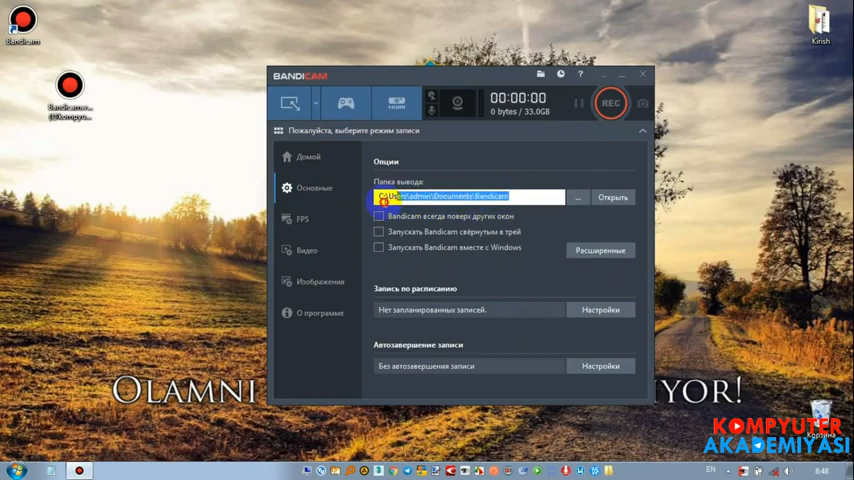 Bandicam
Bandicam.v...
Kirish
BANDICAM
?
HDMI
00:00:00
0 bytes / 33.0GB
REC
Пожалуйста, выберите режим записи
Домой
Основные
FPS
Видео
Изображения
О программе
Опции
Папка вывода:
C:\Users\admin\Documents\Bandicam
...
Открыть
Bandicam всегда поверх других окон
Запускать Bandicam свёрнутым в трей
Запускать Bandicam вместе с Windows
Расширенные
Запись по расписанию
Нет запланированных записей.
Настройки
Автозавершение записи
Без автозавершения записи
Настройки
OLAMNI
IYOR!
KOMPYUTER
AKADEMIYASI
Корзина
EN
8:48